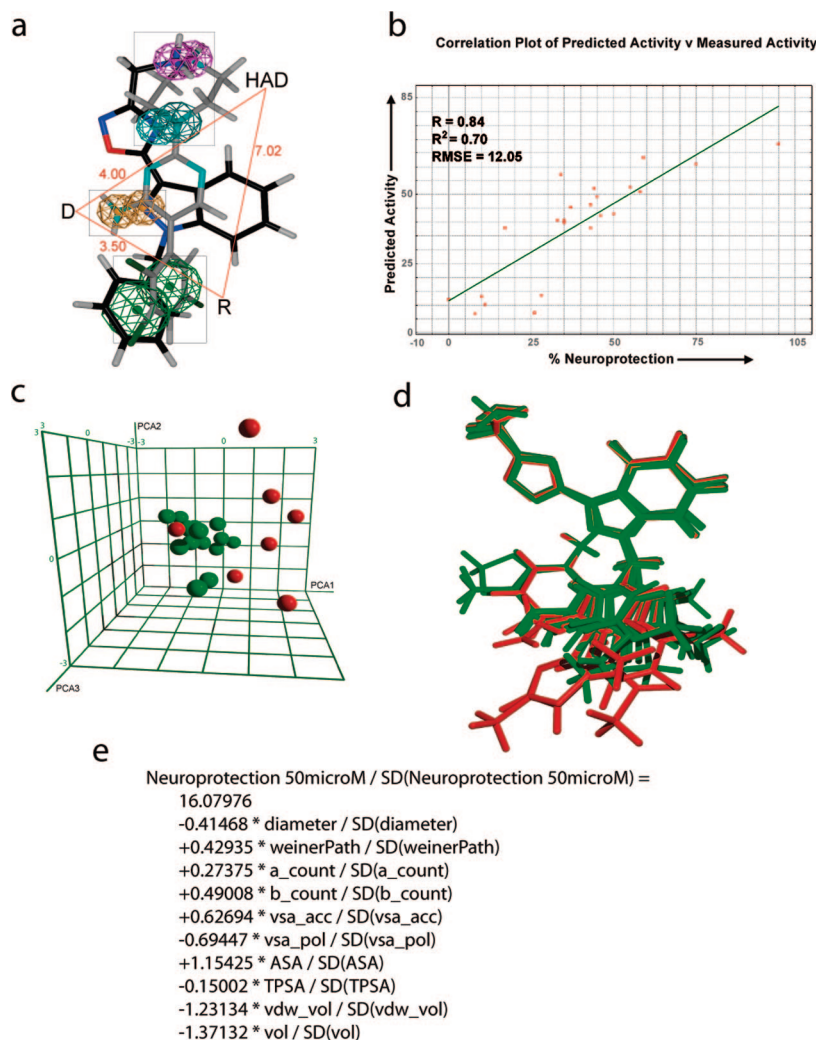 a
HAD
7.02
4.00
D
3.50
R
b
Correlation Plot of Predicted Activity v Measured Activity
Predicted Activity
85
50
25
0
R = 0.84
R² = 0.70
RMSE = 12.05
-10 0 25 50 75 105
% Neuroprotection
c
3 0 -3
PCA2
-3 0 3
0
-3
PCA1
PCA3
d
e
Neuroprotection 50microM / SD(Neuroprotection 50microM) =
16.07976
-0.41468 * diameter / SD(diameter)
+0.42935 * weinerPath / SD(weinerPath)
+0.27375 * a_count / SD(a_count)
+0.49008 * b_count / SD(b_count)
+0.62694 * vsa_acc / SD(vsa_acc)
-0.69447 * vsa_pol / SD(vsa_pol)
+1.15425 * ASA / SD(ASA)
-0.15002 * TPSA / SD(TPSA)
-1.23134 * vdw_vol / SD(vdw_vol)
-1.37132 * vol / SD(vol)